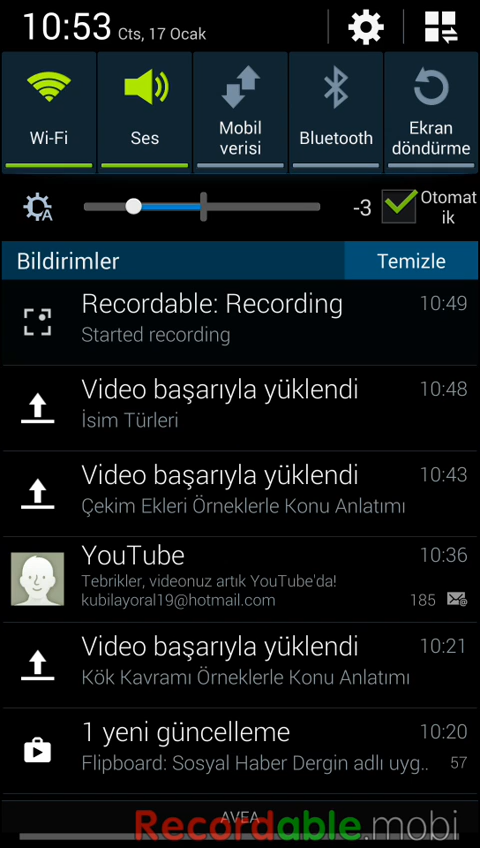 10:53 Cts, 17 Ocak
Wi-Fi
Ses
Mobil
verisi
Bluetooth
Ekran
döndürme
A
-3
Otomat
ik
Bildirimler
Temizle
Recordable: Recording 10:49
Started recording
Video başarıyla yüklendi 10:48
İsim Türleri
Video başarıyla yüklendi 10:43
Çekim Ekleri Örneklerle Konu Anlatımı
YouTube 10:36
Tebrikler, videonuz artık YouTube'da!
kubilayoral19@hotmail.com 185
Video başarıyla yüklendi 10:21
Kök Kavramı Örneklerle Konu Anlatımı
1 yeni güncelleme 10:20
Flipboard: Sosyal Haber Dergin adlı uyg.. 57
AVEA
Recordable.mobi